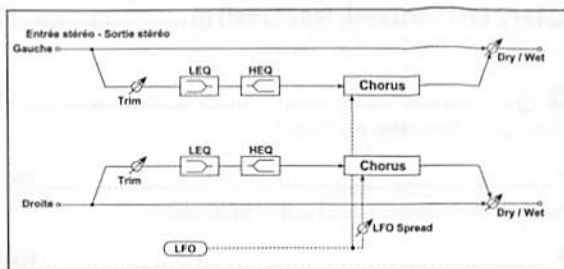 Entrée stéréo - Sortie stéréo
Gauche
Dry / Wet
LEQ
HEQ
Chorus
Trim
LEQ
HEQ
Chorus
Trim
Droite
Dry / Wet
LFO Spread
LFO